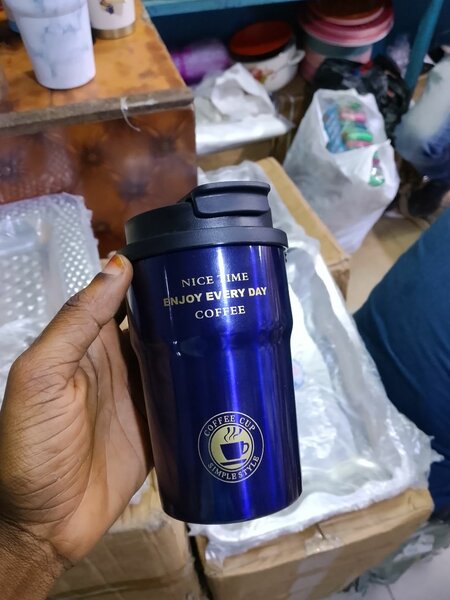 NICE TIME
ENJOY EVERY DAY
COFFEE
COFFEE CUP
SIMPLE STYLE